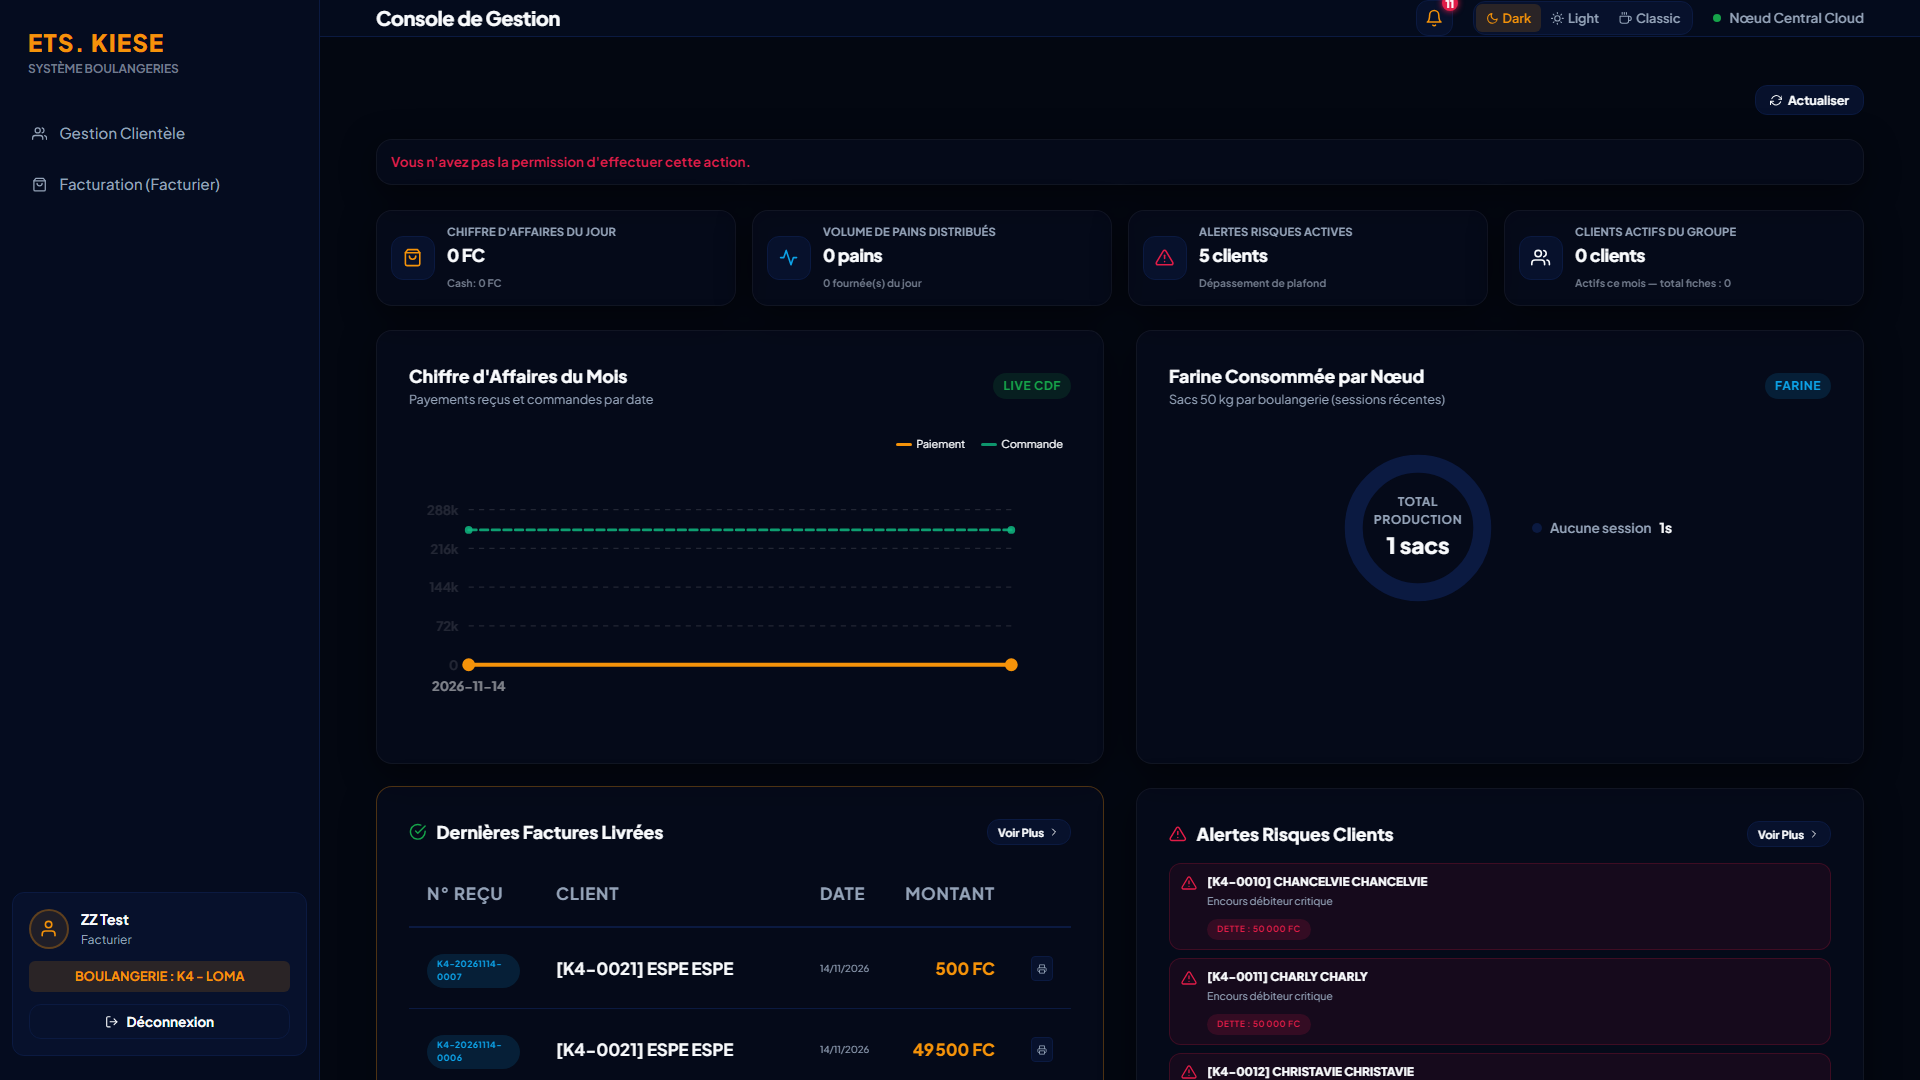 ETS. KIESE
SYSTÈME BOULANGERIES
Gestion Clientèle
Facturation (Facturier)
ZZ Test
Facturier
BOULANGERIE : K4 - LOMA
Déconnexion
Console de Gestion
11
Dark
Light
Classic
Nœud Central Cloud
Actualiser
Vous n'avez pas la permission d'effectuer cette action.
CHIFFRE D'AFFAIRES DU JOUR
0 FC
Cash: 0 FC
VOLUME DE PAINS DISTRIBUÉS
0 pains
0 fournée(s) du jour
ALERTES RISQUES ACTIVES
5 clients
Dépassement de plafond
CLIENTS ACTIFS DU GROUPE
0 clients
Actifs ce mois — total fiches : 0
Chiffre d'Affaires du Mois
Payements reçus et commandes par date
LIVE CDF
Paiement
Commande
288k
216k
144k
72k
0
2026-11-14
Farine Consommée par Nœud
Sacs 50 kg par boulangerie (sessions récentes)
FARINE
TOTAL
PRODUCTION
1 sacs
Aucune session 1s
Dernières Factures Livrées
Voir Plus
N° REÇU CLIENT DATE MONTANT
K4-20261114-
0007
[K4-0021] ESPE ESPE
14/11/2026
500 FC
K4-20261114-
0006
[K4-0021] ESPE ESPE
14/11/2026
49 500 FC
Alertes Risques Clients
Voir Plus
[K4-0010] CHANCELVIE CHANCELVIE
Encours débiteur critique
DETTE : 50 000 FC
[K4-0011] CHARLY CHARLY
Encours débiteur critique
DETTE : 50 000 FC
[K4-0012] CHRISTAVIE CHRISTAVIE